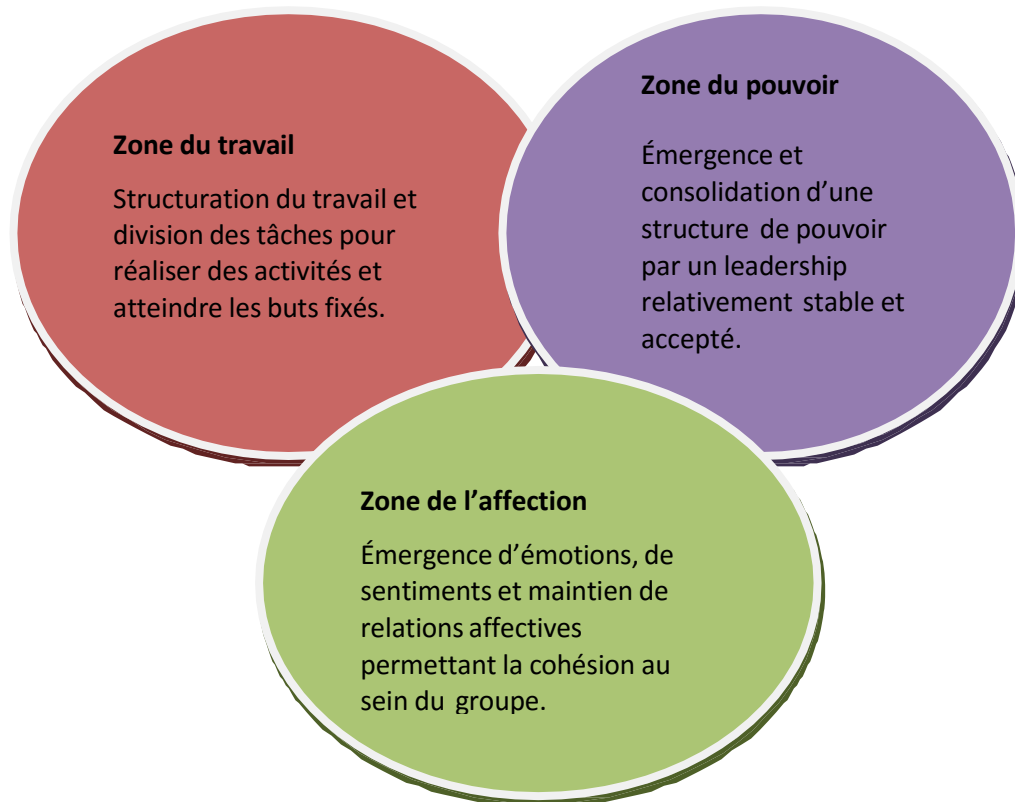 Zone du travail
Structuration du travail et
division des tâches pour
réaliser des activités et
atteindre les buts fixés.
Zone du pouvoir
Émergence et
consolidation d’une
structure de pouvoir
par un leadership
relativement stable et
accepté.
Zone de l’affection
Émergence d’émotions, de
sentiments et maintien de
relations affectives
permettant la cohésion au
sein du groupe.